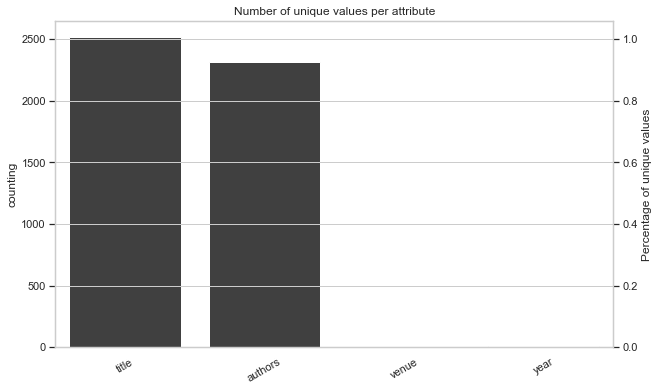 Number of unique values per attribute
2500
2000
1500
1000
500
0
counting
1.0
0.8
0.6
0.4
0.2
0.0
Percentage of unique values
title
authors
venue
year